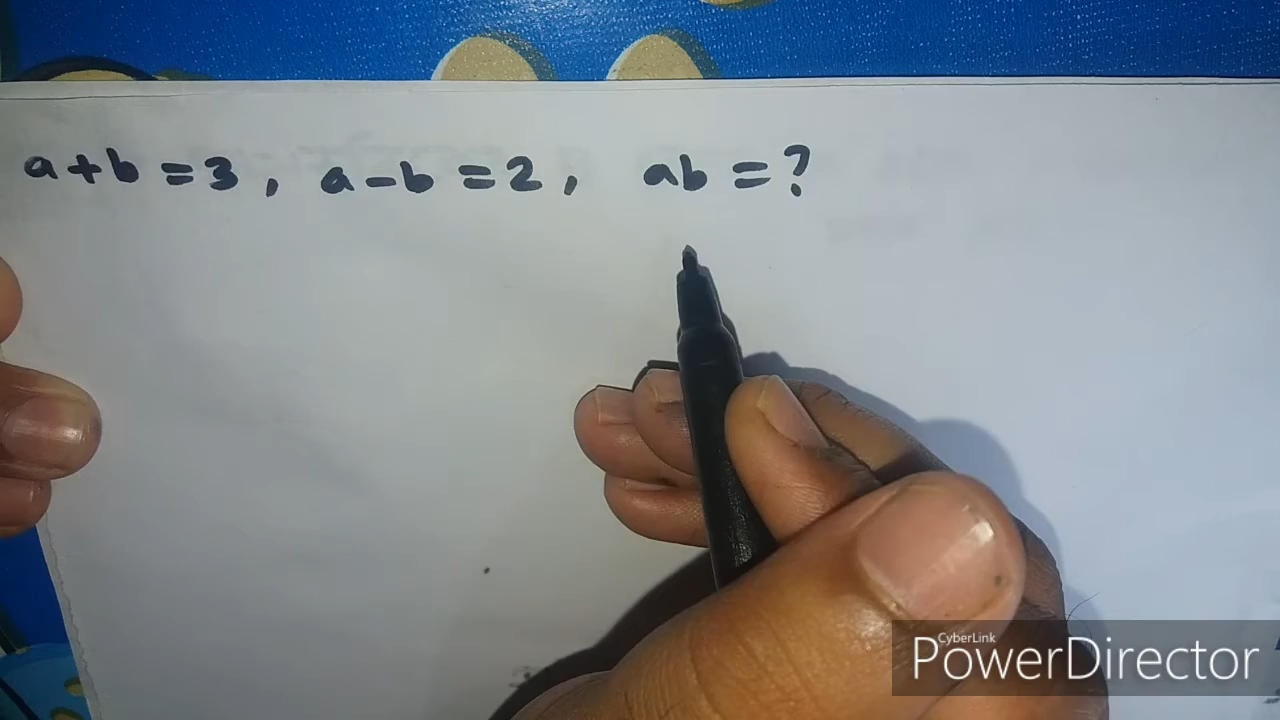 a+b=3, a-b=2, ab=?
CyberLink
PowerDirector